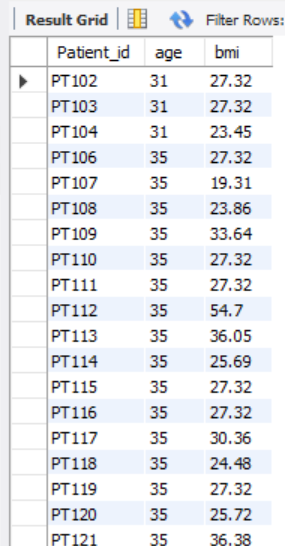 Result Grid Filter Rows:
Patient_id age bmi
PT102 31 27.32
PT103 31 27.32
PT104 31 23.45
PT106 35 27.32
PT107 35 19.31
PT108 35 23.86
PT109 35 33.64
PT110 35 27.32
PT111 35 27.32
PT112 35 54.7
PT113 35 36.05
PT114 35 25.69
PT115 35 27.32
PT116 35 27.32
PT117 35 30.36
PT118 35 24.48
PT119 35 27.32
PT120 35 25.72
PT121 35 36.38